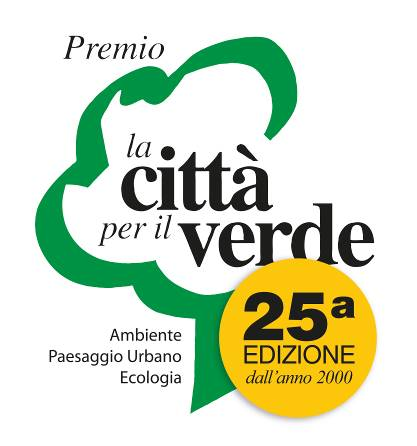 Premio
la
città
per il verde
Ambiente
Paesaggio Urbano
Ecologia
25ª
EDIZIONE
dall'anno 2000